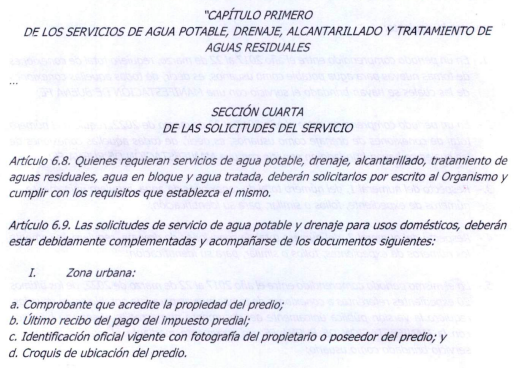 "CAPÍTULO PRIMERO
DE LOS SERVICIOS DE AGUA POTABLE, DRENAJE, ALCANTARILLADO Y TRATAMIENTO DE
AGUAS RESIDUALES
...
SECCIÓN CUARTA
DE LAS SOLICITUDES DEL SERVICIO
Artículo 6.8. Quienes requieran servicios de agua potable, drenaje, alcantarillado, tratamiento de
aguas residuales, agua en bloque y agua tratada, deberán solicitarlos por escrito al Organismo y
cumplir con los requisitos que establezca el mismo.
Artículo 6.9. Las solicitudes de servicio de agua potable y drenaje para usos domésticos, deberán
estar debidamente complementadas y acompañarse de los documentos siguientes:
I. Zona urbana:
a. Comprobante que acredite la propiedad del predio;
b. Último recibo del pago del impuesto predial;
c. Identificación oficial vigente con fotografía del propietario o poseedor del predio; y
d. Croquis de ubicación del predio.